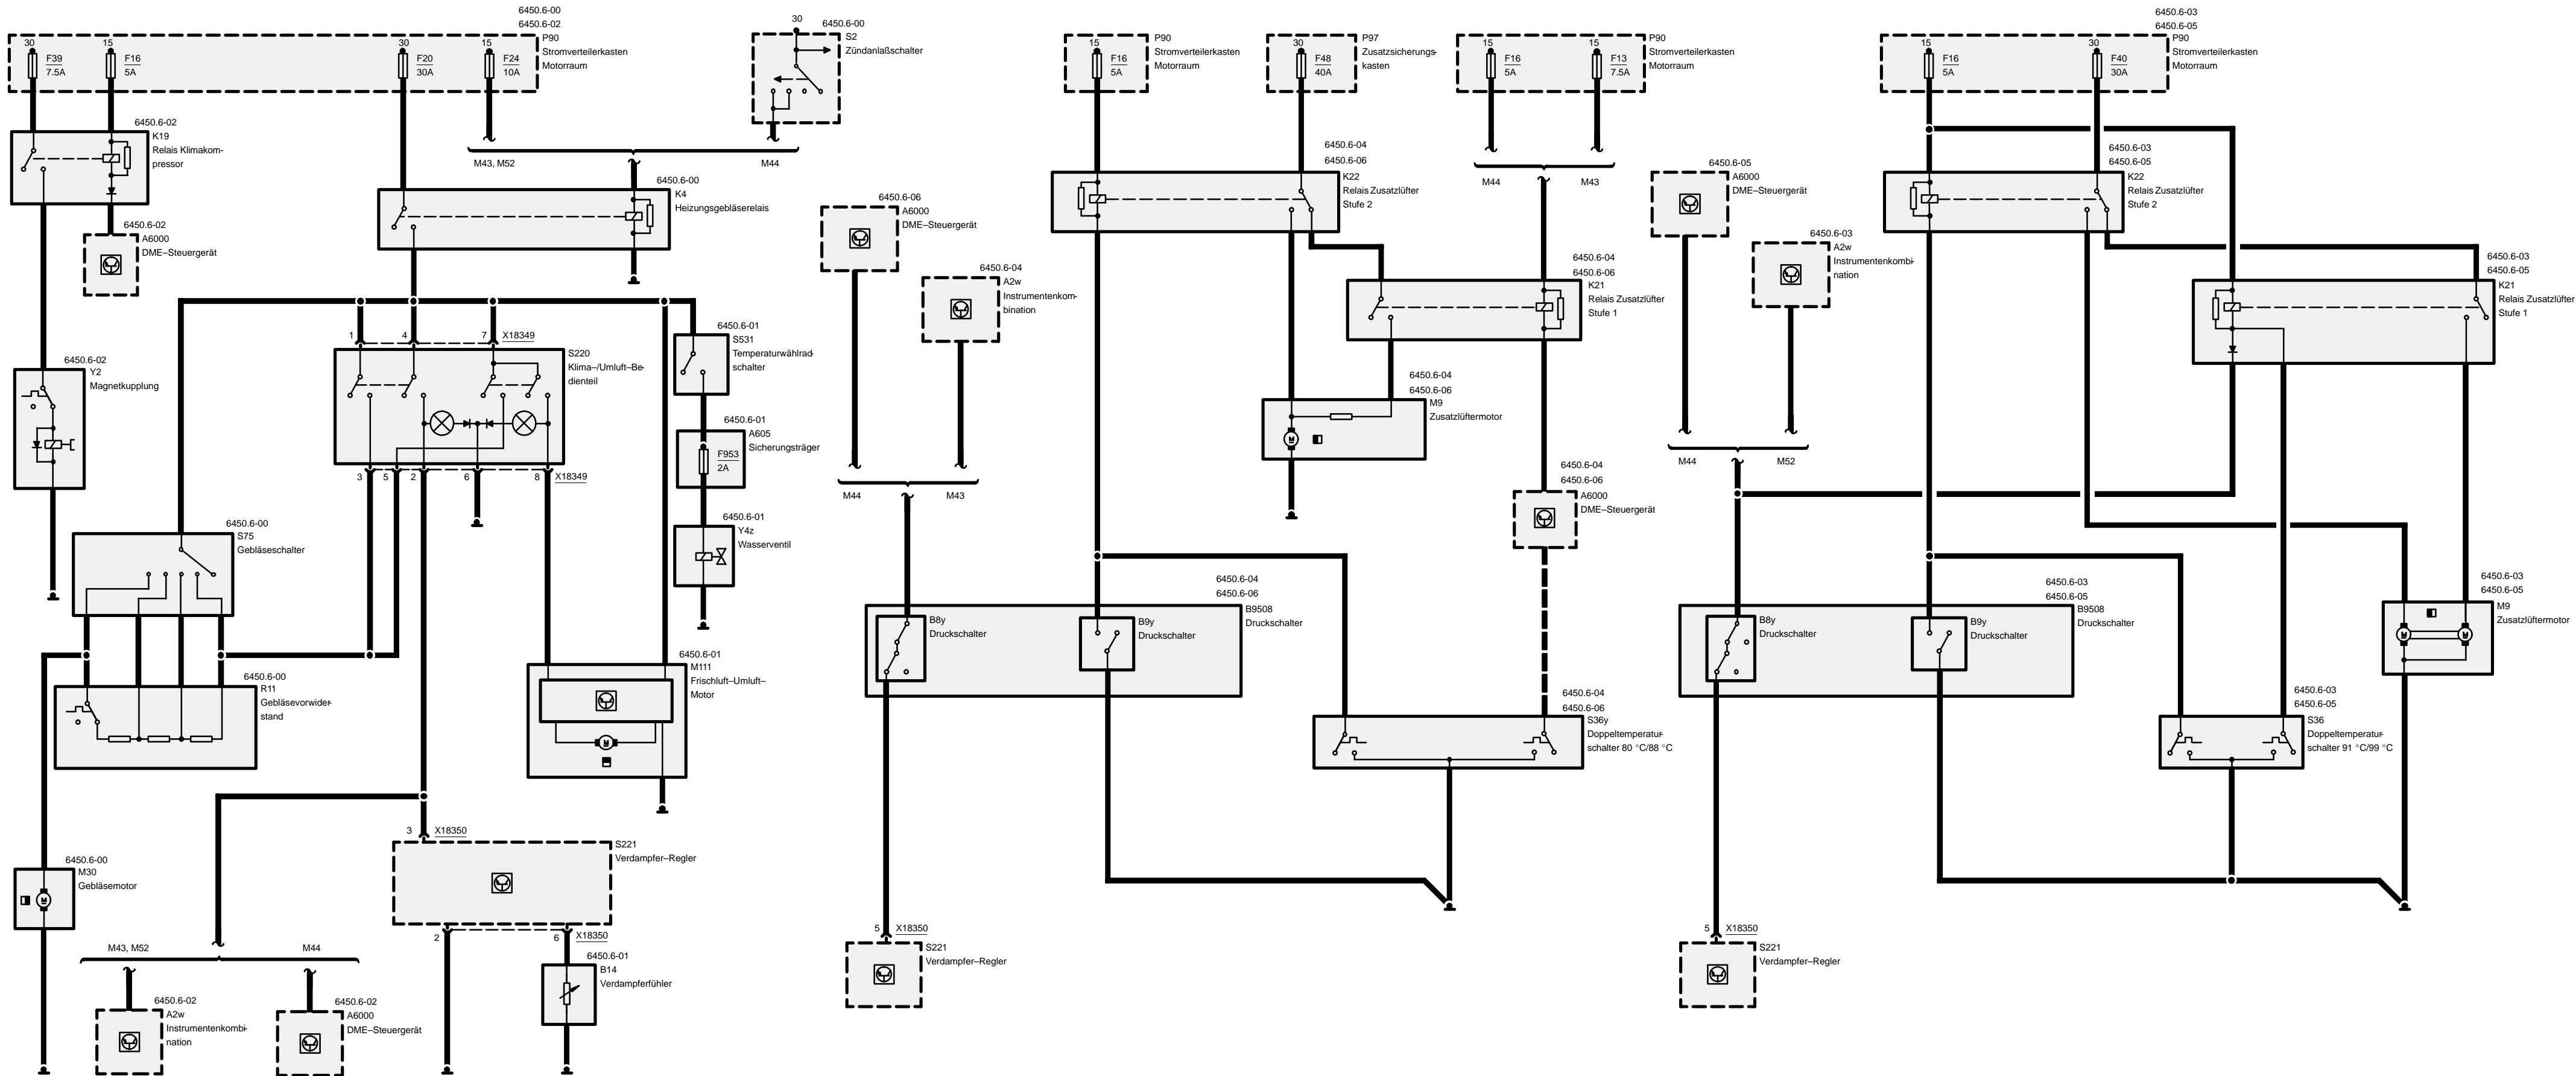 6450.6-00
6450.6-02
P90
Stromverteilerkasten
Motorraum
30
F39
7.5A
15
F16
5A
30
F20
30A
15
F24
10A
30
6450.6-00
S2
Zündanlaßschalter
M43, M52
M44
6450.6-02
K19
Relais Klimakom-
pressor
6450.6-02
A6000
DME–Steuergerät
6450.6-00
K4
Heizungsgebläserelais
6450.6-02
Y2
Magnetkupplung
1
4
7
X18349
S220
Klima–/Umluft–Be-
dienteil
3
5
2
6
8
X18349
6450.6-01
S531
Temperaturwählrad-
schalter
6450.6-01
A605
Sicherungsträger
F953
2A
6450.6-01
Y4z
Wasserventil
6450.6-00
S75
Gebläseschalter
6450.6-00
R11
Gebläsevorwider-
stand
6450.6-01
M111
Frischluft–Umluft–
Motor
M
6450.6-00
M30
Gebläsemotor
M
3
X18350
S221
Verdampfer–Regler
2
6
X18350
6450.6-01
B14
Verdampferfühler
M43, M52
M44
6450.6-02
A2w
Instrumentenkombi-
nation
6450.6-02
A6000
DME–Steuergerät
15
F16
5A
P90
Stromverteilerkasten
Motorraum
30
F48
40A
P97
Zusatzsicherungs-
kasten
15
F16
5A
15
F13
7.5A
P90
Stromverteilerkasten
Motorraum
M44
M43
6450.6-04
6450.6-06
K22
Relais Zusatzlüfter
Stufe 2
6450.6-06
A6000
DME–Steuergerät
6450.6-04
A2w
Instrumentenkom-
bination
M44
M43
6450.6-04
6450.6-06
K21
Relais Zusatzlüfter
Stufe 1
6450.6-04
6450.6-06
M9
Zusatzlüftermotor
M
6450.6-04
6450.6-06
A6000
DME–Steuergerät
6450.6-04
6450.6-06
B9508
Druckschalter
B8y
Druckschalter
B9y
Druckschalter
6450.6-04
6450.6-06
S36y
Doppeltemperatur-
schalter 80 °C/88 °C
5
X18350
S221
Verdampfer–Regler
6450.6-03
6450.6-05
P90
Stromverteilerkasten
Motorraum
15
F16
5A
30
F40
30A
6450.6-03
6450.6-05
K22
Relais Zusatzlüfter
Stufe 2
6450.6-05
A6000
DME–Steuergerät
6450.6-03
A2w
Instrumentenkombi-
nation
M44
M52
6450.6-03
6450.6-05
K21
Relais Zusatzlüfter
Stufe 1
6450.6-03
6450.6-05
B9508
Druckschalter
B8y
Druckschalter
B9y
Druckschalter
6450.6-03
6450.6-05
M9
Zusatzlüftermotor
M
M
6450.6-03
6450.6-05
S36
Doppeltemperatur-
schalter 91 °C/99 °C
5
X18350
S221
Verdampfer–Regler